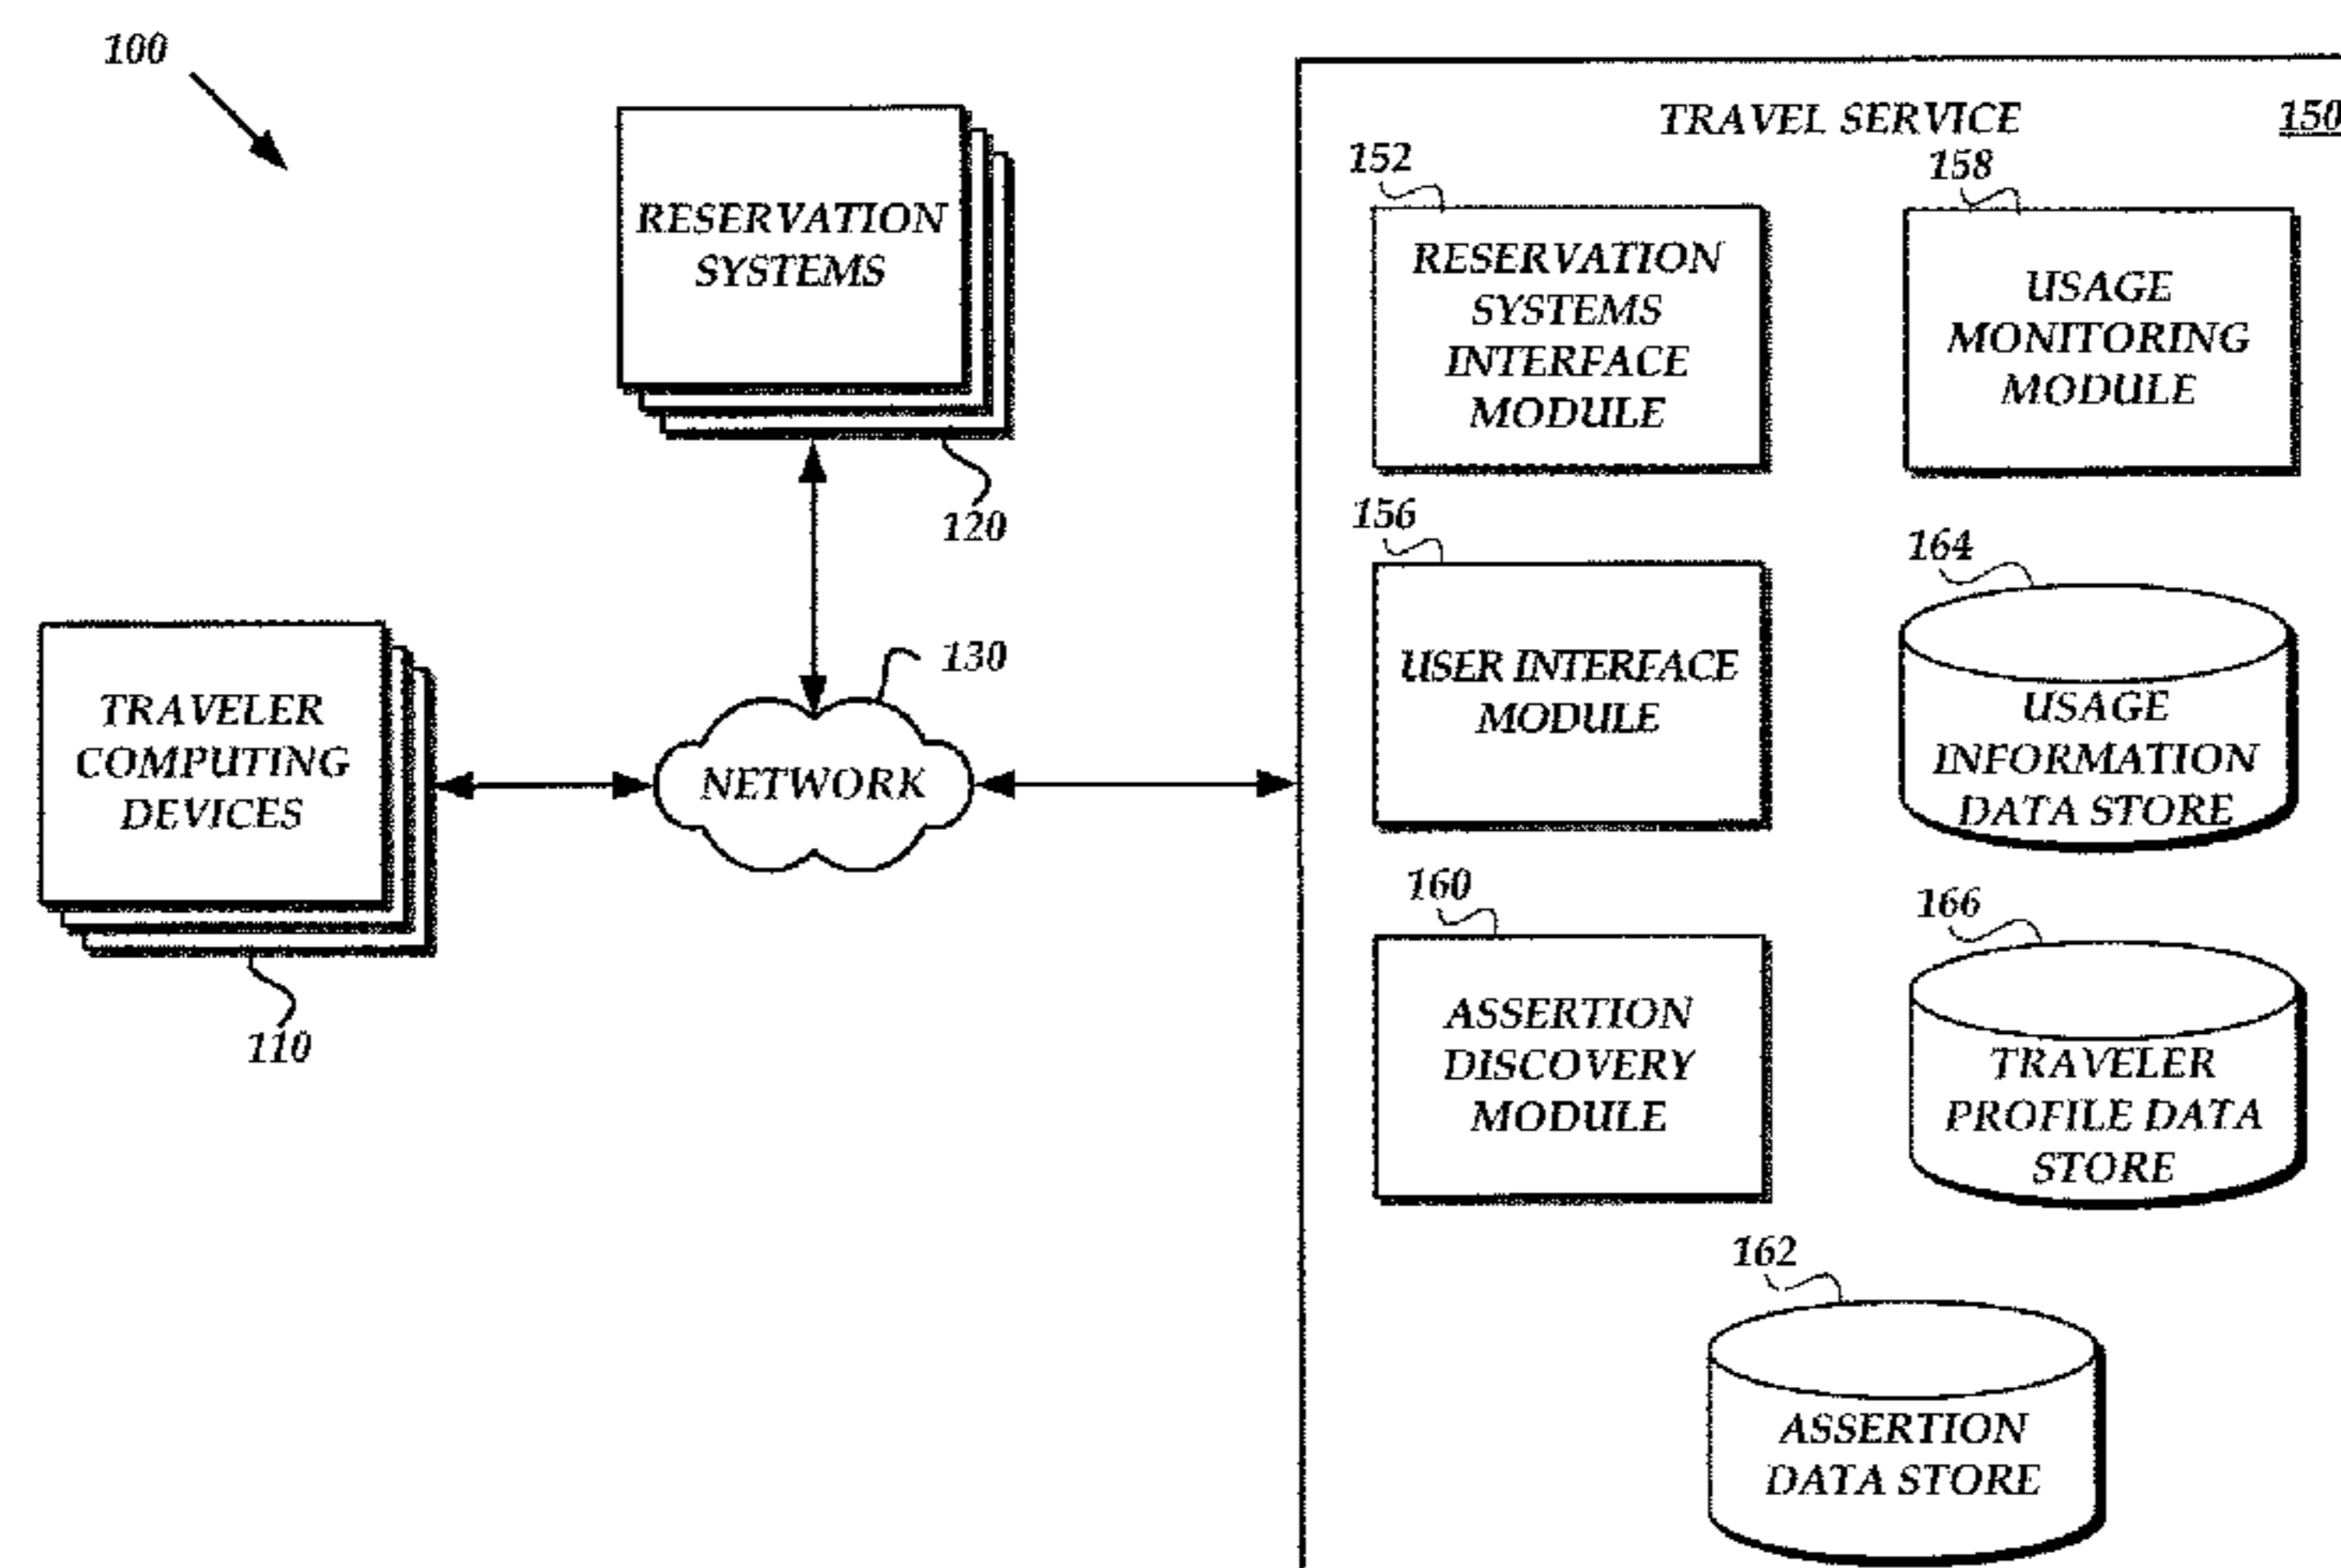 100
RESERVATION
SYSTEMS
120
TRAVELER
COMPUTING
DEVICES
110
130
NETWORK
TRAVEL SERVICE
150
152
RESERVATION
SYSTEMS
INTERFACE
MODULE
158
USAGE
MONITORING
MODULE
156
USER INTERFACE
MODULE
164
USAGE
INFORMATION
DATA STORE
160
ASSERTION
DISCOVERY
MODULE
166
TRAVELER
PROFILE DATA
STORE
162
ASSERTION
DATA STORE